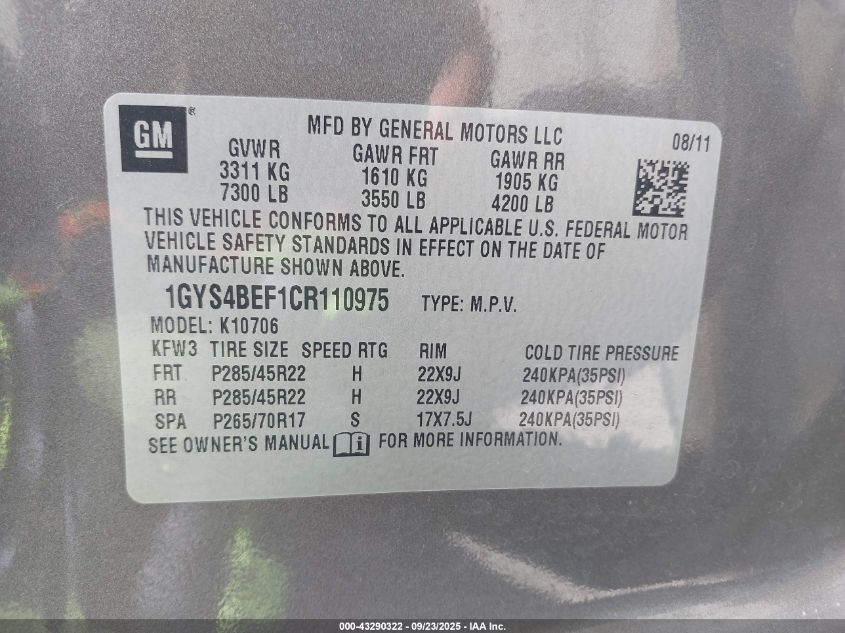 GM®
MFD BY GENERAL MOTORS LLC 08/11
GVWR GAWR FRT GAWR RR
3311 KG 1610 KG 1905 KG
7300 LB 3550 LB 4200 LB
THIS VEHICLE CONFORMS TO ALL APPLICABLE U.S. FEDERAL MOTOR
VEHICLE SAFETY STANDARDS IN EFFECT ON THE DATE OF
MANUFACTURE SHOWN ABOVE.
1GYS4BEF1CR110975 TYPE: M.P.V.
MODEL: K10706
KFW3 TIRE SIZE SPEED RTG RIM COLD TIRE PRESSURE
FRT P285/45R22 H 22X9J 240KPA(35PSI)
RR P285/45R22 H 22X9J 240KPA(35PSI)
SPA P265/70R17 S 17X7.5J 240KPA(35PSI)
SEE OWNER'S MANUAL i FOR MORE INFORMATION.
000-43290322 - 09/23/2025 - IAA Inc.